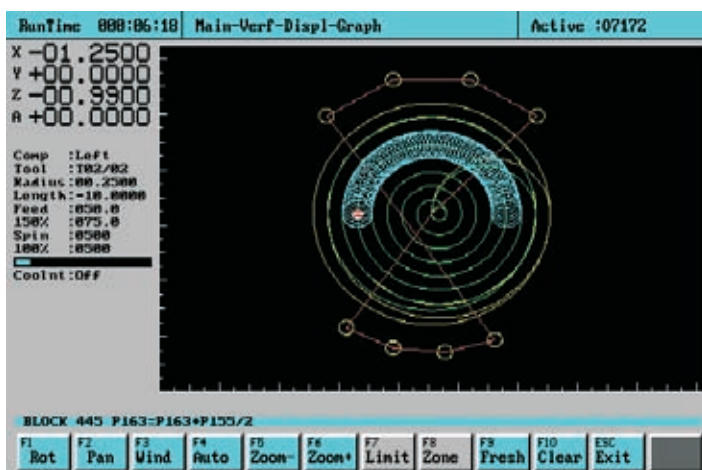 RunTime 000:06:18 Main-Verf-Displ-Graph Active :07172
X -01.2500
Y +00.0000
Z -00.9900
A +00.0000
Comp :Left
Tool :T02/02
Radius:00.2500
Length:-10.0000
Feed :050.0
150% :075.0
Spin :0500
100% :0500
Coolnt:Off
BLOCK 445 P163=P163+P155/2
F1 Rot F2 Pan F3 Wind F4 Auto F5 Zoom- F6 Zoom+ F7 Limit F8 Zone F9 Fresh F10 Clear ESC Exit